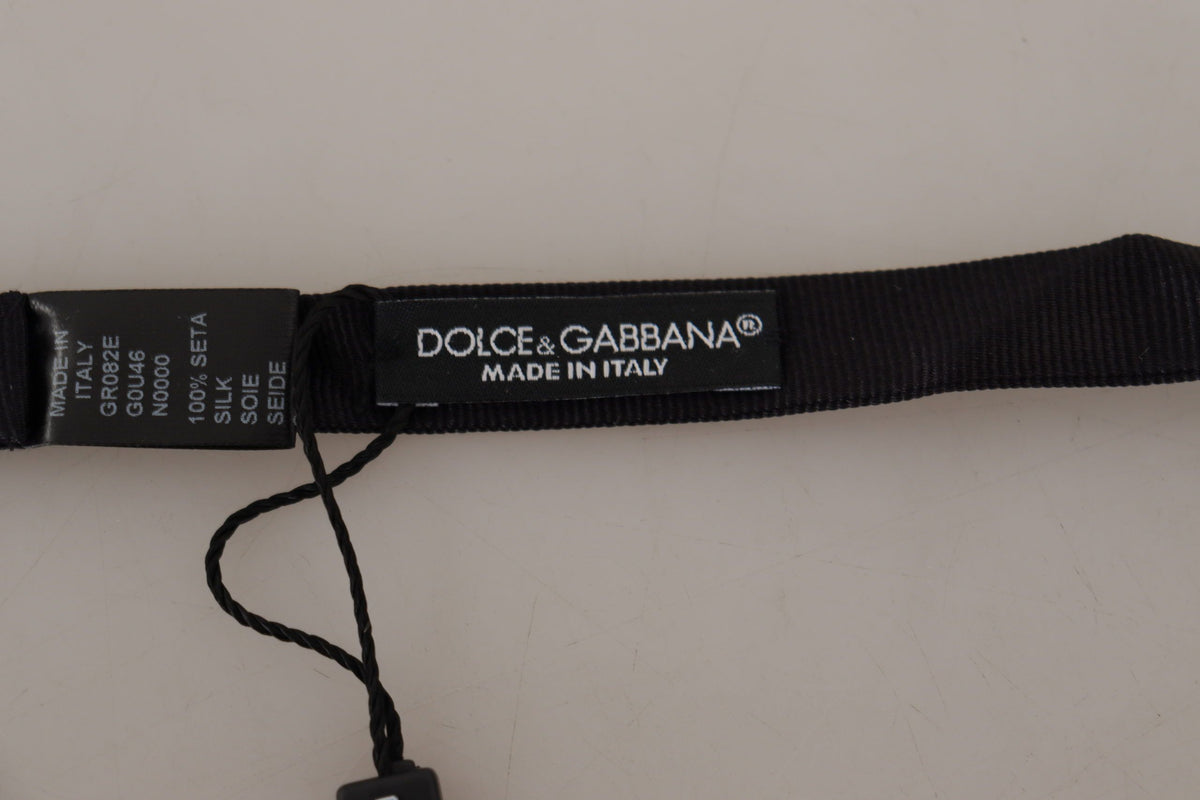 MADE IN
ITALY
GR082E
G0U46
N0000
100% SETA
SILK
SOIE
SEIDE
DOLCE & GABBANA®
MADE IN ITALY